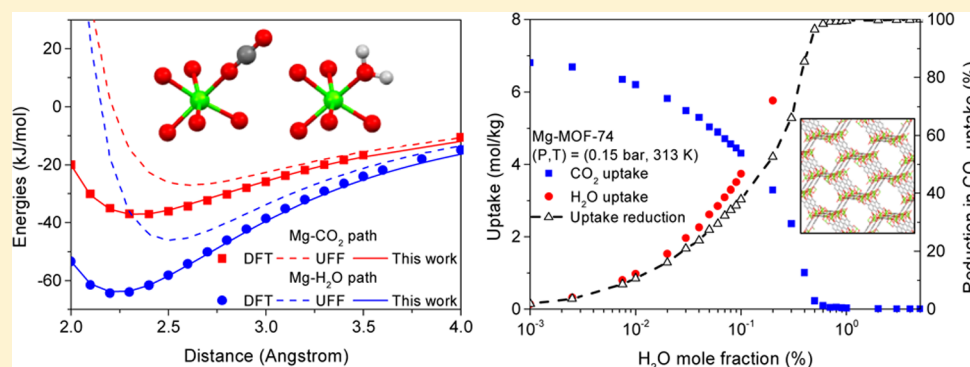 20
0
-20
-40
-60
Energies (kJ/mol)
Mg-CO2 path
DFT UFF This work
Mg-H2O path
DFT UFF This work
2.0 2.5 3.0 3.5 4.0
Distance (Angstrom)
8
6
4
2
0
Uptake (mol/kg)
Mg-MOF-74
(P,T) = (0.15 bar, 313 K)
CO2 uptake
H2O uptake
Uptake reduction
100
80
60
40
20
0
Reduction in CO2 uptake (%)
10-3 10-2 10-1 100
H2O mole fraction (%)